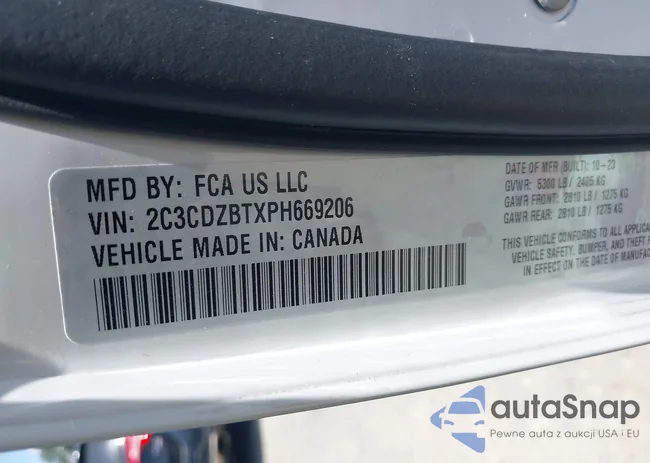 MFD BY: FCA US LLC
VIN: 2C3CDZBTXPH669206
VEHICLE MADE IN: CANADA
DATE OF MFR (BUILT): 10-23
GVWR: 5300 LB / 2405 KG
GAWR FRONT: 2810 LB / 1275 KG
GAWR REAR: 2810 LB / 1275 KG
THIS VEHICLE CONFORMS TO ALL
VEHICLE SAFETY, BUMPER, AND THEFT
IN EFFECT ON THE DATE OF MANUFAC
autoSnap
Pewne auta z aukcji USA i EU